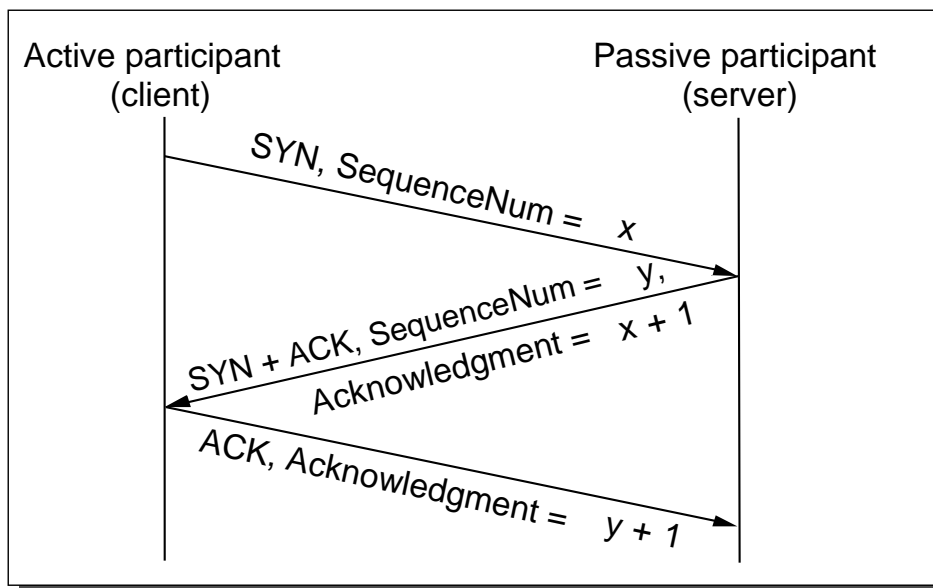 Active participant
(client)
Passive participant
(server)
SYN, SequenceNum = x
SYN + ACK, SequenceNum = y,
Acknowledgment = x + 1
ACK, Acknowledgment = y + 1